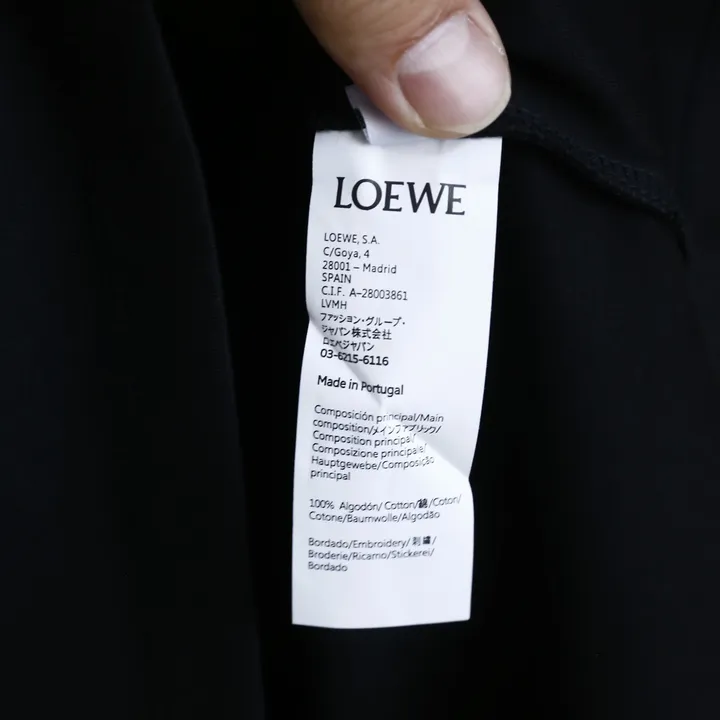 LOEWE
LOEWE, S.A.
C/Goya, 4
28001 – Madrid
SPAIN
C.I.F. A-28003861
LVMH
ファッション・グループ・
ジャパン株式会社
ロエベジャパン
03-6215-6116
Made in Portugal
Composición principal/Main
composition/メインファブリック/
Composition principal/
Composizione principale/
Hauptgewebe/Composição
principal
100% Algodón/ Cotton/綿/Coton/
Cotone/Baumwolle/Algodão
Bordado/Embroidery/刺繍/
Broderie/Ricamo/Stickerei/
Bordado